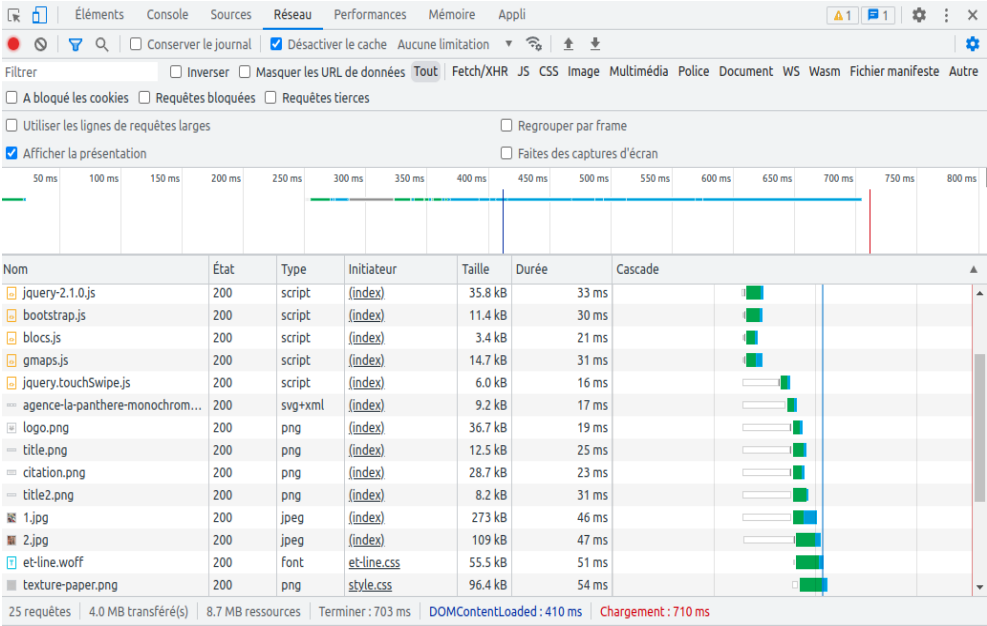 Éléments Console Sources Réseau Performances Mémoire Appli 1 1
Conserver le journal Désactiver le cache Aucune limitation
Filtrer Inverser Masquer les URL de données Tout Fetch/XHR JS CSS Image Multimédia Police Document WS Wasm Fichier manifeste Autre
A bloqué les cookies Requêtes bloquées Requêtes tierces
Utiliser les lignes de requêtes larges Regrouper par frame
Afficher la présentation Faites des captures d'écran
50 ms 100 ms 150 ms 200 ms 250 ms 300 ms 350 ms 400 ms 450 ms 500 ms 550 ms 600 ms 650 ms 700 ms 750 ms 800 ms
Nom État Type Initiateur Taille Durée Cascade
jquery-2.1.0.js 200 script (index) 35.8 kB 33 ms
bootstrap.js 200 script (index) 11.4 kB 30 ms
blocs.js 200 script (index) 3.4 kB 21 ms
gmaps.js 200 script (index) 14.7 kB 31 ms
jquery.touchSwipe.js 200 script (index) 6.0 kB 16 ms
agence-la-panthere-monochrom... 200 svg+xml (index) 9.2 kB 17 ms
logo.png 200 png (index) 36.7 kB 19 ms
title.png 200 png (index) 12.5 kB 25 ms
citation.png 200 png (index) 28.7 kB 23 ms
title2.png 200 png (index) 8.2 kB 31 ms
1.jpg 200 jpeg (index) 273 kB 46 ms
2.jpg 200 jpeg (index) 109 kB 47 ms
et-line.woff 200 font et-line.css 55.5 kB 51 ms
texture-paper.png 200 png style.css 96.4 kB 54 ms
25 requêtes 4.0 MB transféré(s) 8.7 MB ressources Terminer : 703 ms DOMContentLoaded : 410 ms Chargement : 710 ms